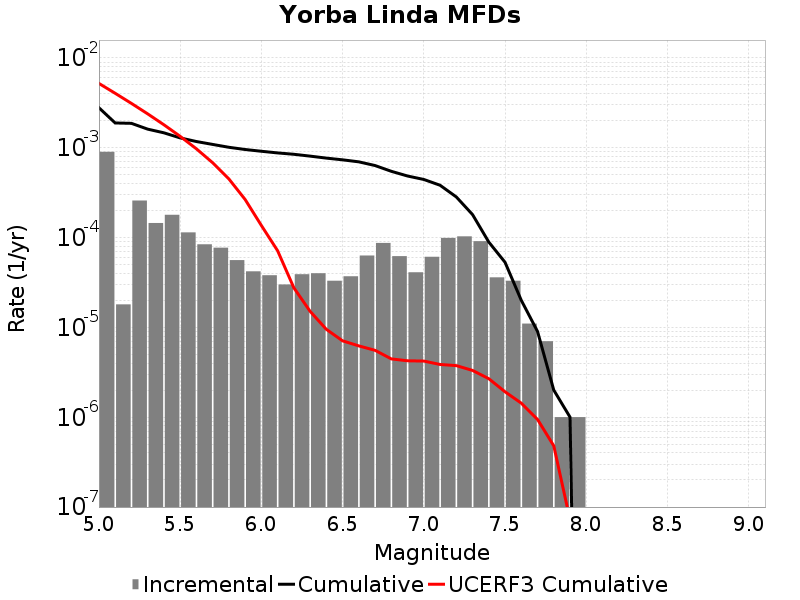 Yorba Linda MFDs
Rate (1/yr)
10-2
10-3
10-4
10-5
10-6
10-7
5.0 5.5 6.0 6.5 7.0 7.5 8.0 8.5 9.0
Magnitude
Incremental Cumulative UCERF3 Cumulative